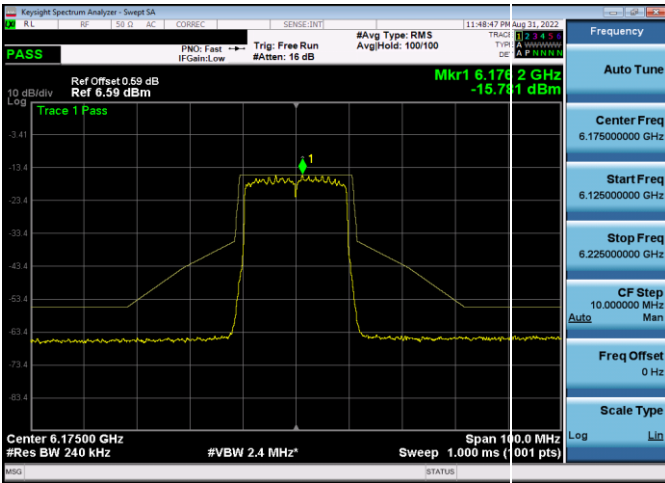 Keysight Spectrum Analyzer - Swept SA
RL RF 50 Ω AC CORREC SENSE:INT 11:48:47 PM Aug 31, 2022
PASS
PNO: Fast
IFGain:Low
Trig: Free Run
#Atten: 16 dB
#Avg Type: RMS
Avg|Hold: 100/100
TRACE 1 2 3 4 5 6
TYPE A WWWWW
DET A P N N N N
Frequency
Mkr1 6.176 2 GHz
-15.781 dBm
Ref Offset 0.59 dB
10 dB/div Ref 6.59 dBm
Log
Trace 1 Pass
1
-3.41
-13.4
-23.4
-33.4
-43.4
-53.4
-63.4
-73.4
-83.4
Center 6.17500 GHz Span 100.0 MHz
#Res BW 240 kHz #VBW 2.4 MHz* Sweep 1.000 ms (1001 pts)
MSG STATUS
Auto Tune
Center Freq
6.175000000 GHz
Start Freq
6.125000000 GHz
Stop Freq
6.225000000 GHz
CF Step
10.000000 MHz
Auto Man
Freq Offset
0 Hz
Scale Type
Log Lin